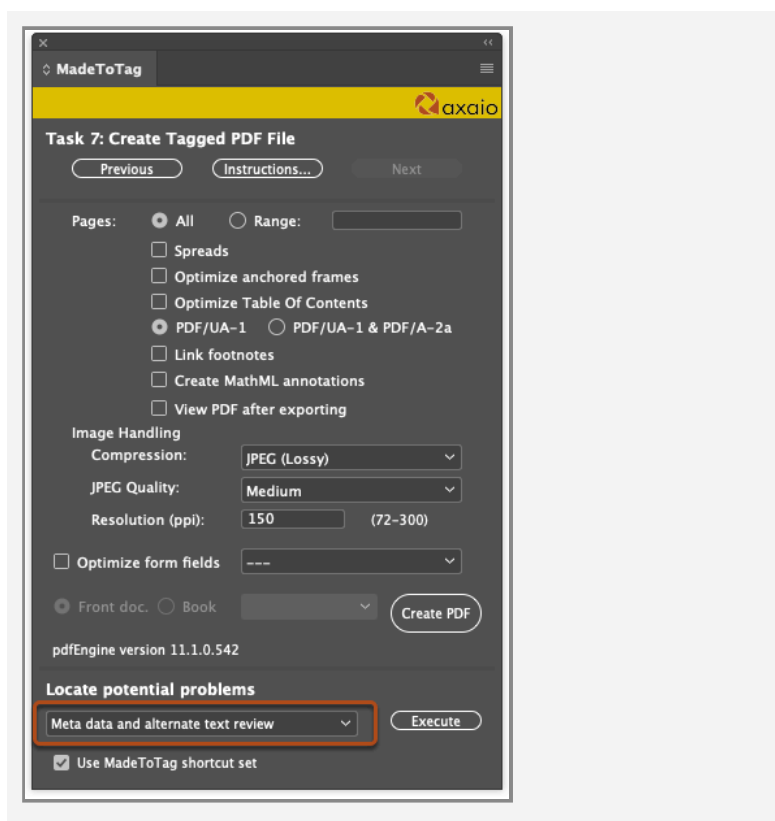 MadeToTag
axaio
Task 7: Create Tagged PDF File
Previous Instructions... Next
Pages: All Range:
Spreads
Optimize anchored frames
Optimize Table Of Contents
PDF/UA-1 PDF/UA-1 & PDF/A-2a
Link footnotes
Create MathML annotations
View PDF after exporting
Image Handling
Compression: JPEG (Lossy)
JPEG Quality: Medium
Resolution (ppi): 150 (72-300)
Optimize form fields ---
Front doc. Book Create PDF
pdfEngine version 11.1.0.542
Locate potential problems
Meta data and alternate text review Execute
Use MadeToTag shortcut set